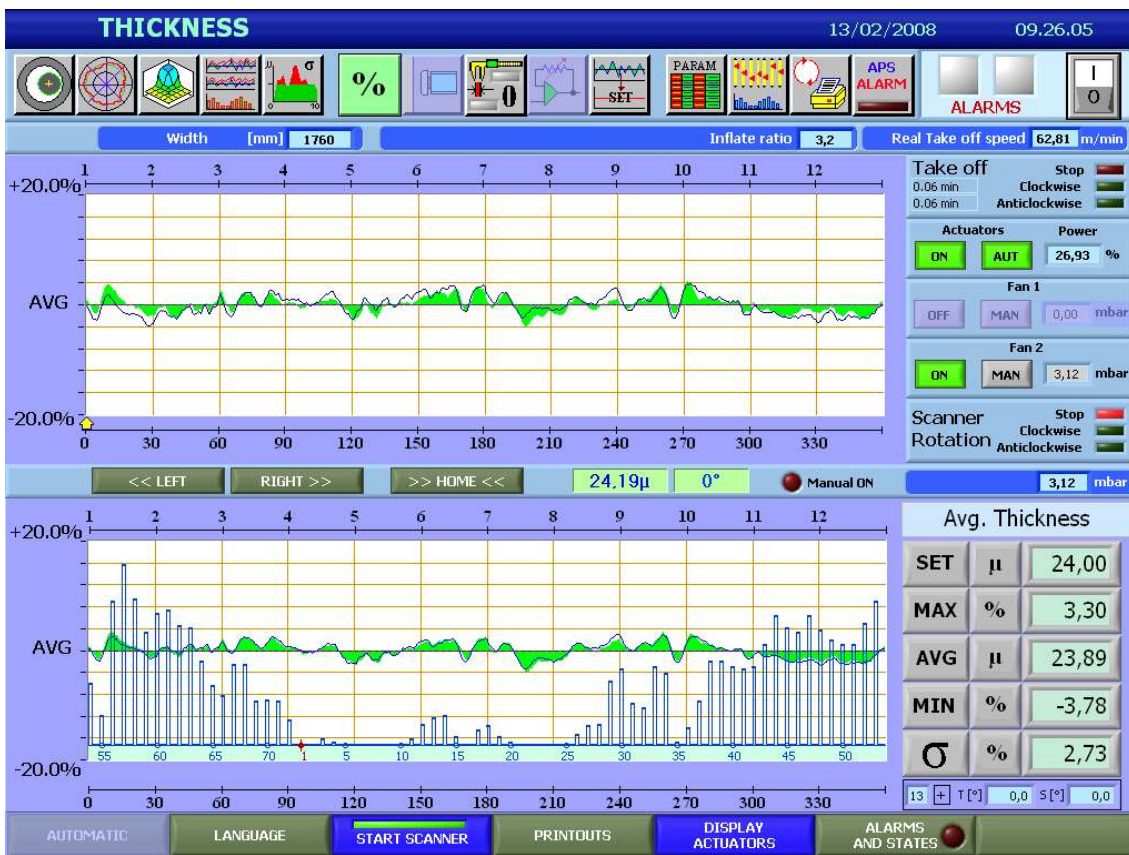 THICKNESS 13/02/2008 09.26.05
μ σ 0 10 % 0 SET PARAM APS ALARM ALARMS I 0
Width [mm] 1760 Inflate ratio 3,2 Real Take off speed 62,81 m/min
1 2 3 4 5 6 7 8 9 10 11 12
+20.0%
AVG
-20.0%
0 30 60 90 120 150 180 210 240 270 300 330
Take off Stop
0.06 min Clockwise
0.06 min Anticlockwise
Actuators Power
ON AUT 26,93 %
Fan 1
OFF MAN 0,00 mbar
Fan 2
ON MAN 3,12 mbar
Scanner Rotation Stop
Clockwise
Anticlockwise
<< LEFT RIGHT >> >> HOME << 24,19μ 0° Manual ON 3,12 mbar
1 2 3 4 5 6 7 8 9 10 11 12
+20.0%
AVG
55 60 65 70 1 5 10 15 20 25 30 35 40 45 50
-20.0%
0 30 60 90 120 150 180 210 240 270 300 330
Avg. Thickness
SET μ 24,00
MAX % 3,30
AVG μ 23,89
MIN % -3,78
σ % 2,73
13 + T [°] 0,0 S [°] 0,0
AUTOMATIC LANGUAGE START SCANNER PRINTOUTS DISPLAY ACTUATORS ALARMS AND STATES